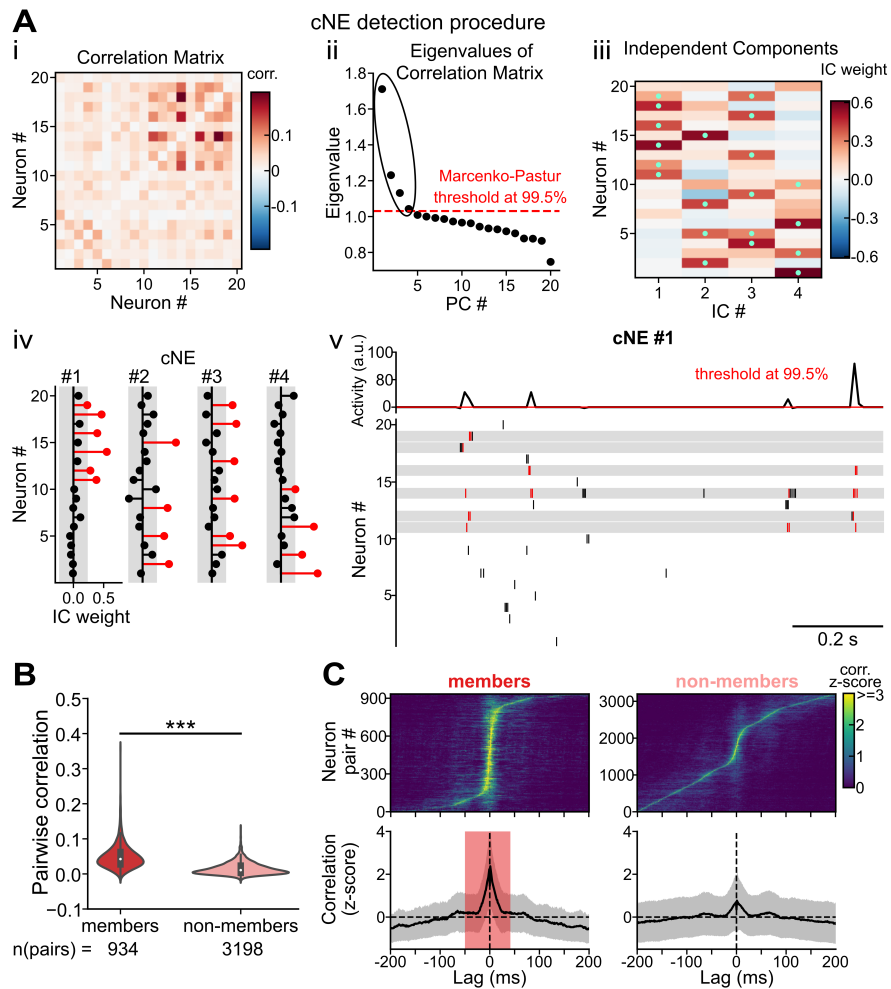 A
cNE detection procedure
i
Correlation Matrix
corr.
20
15
10
5
Neuron #
5
10
15
20
Neuron #
0.1
0
-0.1
ii
Eigenvalues of
Correlation Matrix
1.8
1.6
1.4
1.2
1.0
0.8
Eigenvalue
Marcenko-Pastur
threshold at 99.5%
5
10
15
20
PC #
iii
Independent Components
IC weight
20
15
10
5
Neuron #
1
2
3
4
IC #
0.6
0.3
0
-0.3
-0.6
iv
cNE
#1
#2
#3
#4
20
15
10
5
Neuron #
0.0
0.5
IC weight
v
cNE #1
Activity (a.u.)
100
80
0
threshold at 99.5%
20
15
10
5
Neuron #
0.2 s
B
Pairwise correlation
0.5
0.4
0.3
0.2
0.1
0.0
−0.1
***
members
non-members
n(pairs) = 934 3198
C
members
non-members
corr.
z-score
>=3
2
1
0
Neuron
pair #
900
600
300
0
3000
2000
1000
0
Correlation
(z-score)
4
2
0
-200 -100 0 100 200
Lag (ms)
4
2
0
-200 -100 0 100 200
Lag (ms)